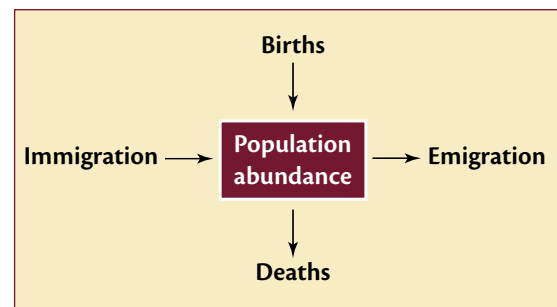 Births
Immigration
Population
abundance
Emigration
Deaths